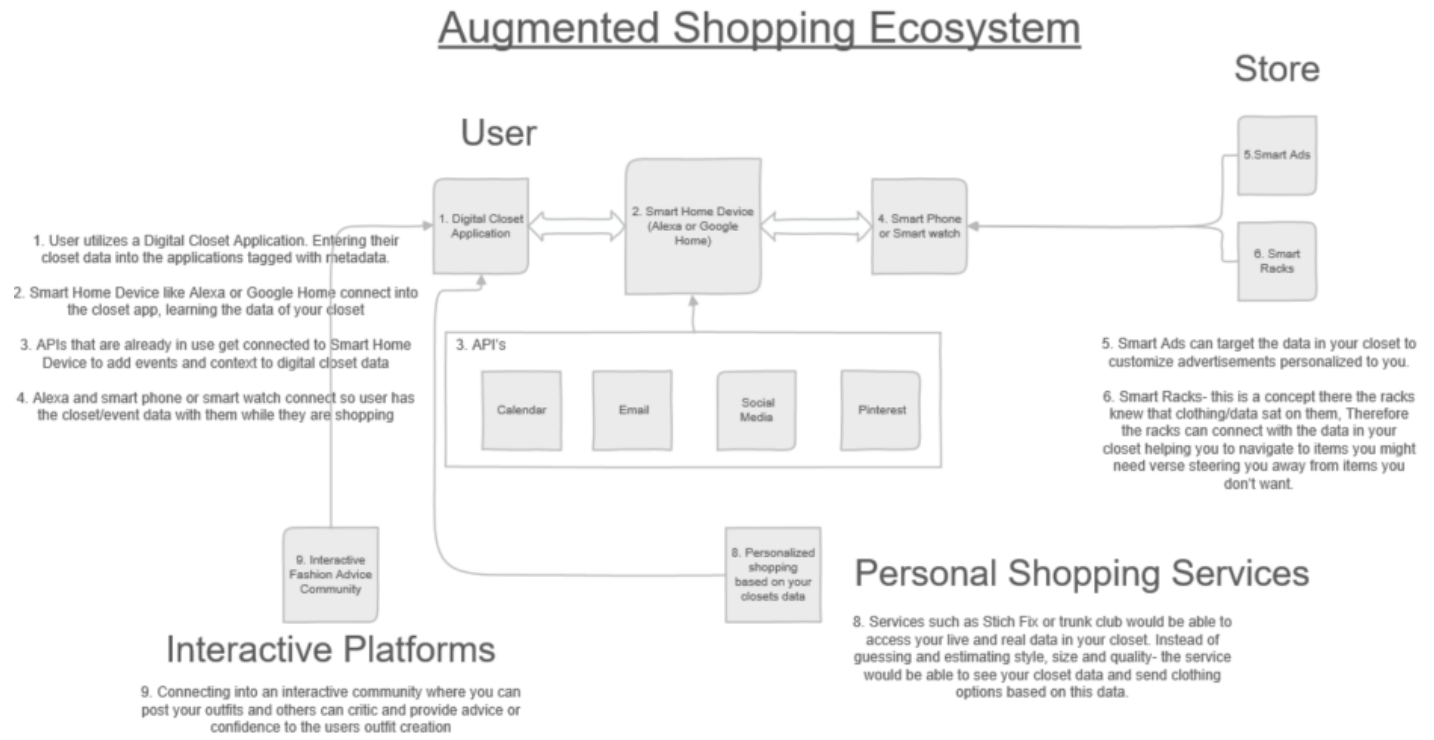 Augmented Shopping Ecosystem
Store
User
5.Smart Ads
1. Digital Closet
Application
2. Smart Home Device
(Alexa or Google
Home)
4. Smart Phone
or Smart watch
6. Smart
Racks
1. User utilizes a Digital Closet Application. Entering their
closet data into the applications tagged with metadata.
2. Smart Home Device like Alexa or Google Home connect into
the closet app, learning the data of your closet
3. APIs that are already in use get connected to Smart Home
Device to add events and context to digital closet data
4. Alexa and smart phone or smart watch connect so user has
the closet/event data with them while they are shopping
3. API's
Calendar
Email
Social
Media
Pinterest
5. Smart Ads can target the data in your closet to
customize advertisements personalized to you.
6. Smart Racks- this is a concept there the racks
knew that clothing/data sat on them, Therefore
the racks can connect with the data in your
closet helping you to navigate to items you might
need verse steering you away from items you
don't want.
9. Interactive
Fashion Advice
Community
8. Personalized
shopping
based on your
closets data
Personal Shopping Services
8. Services such as Stich Fix or trunk club would be able to
access your live and real data in your closet. Instead of
guessing and estimating style, size and quality- the service
would be able to see your closet data and send clothing
options based on this data.
Interactive Platforms
9. Connecting into an interactive community where you can
post your outfits and others can critic and provide advice or
confidence to the users outfit creation